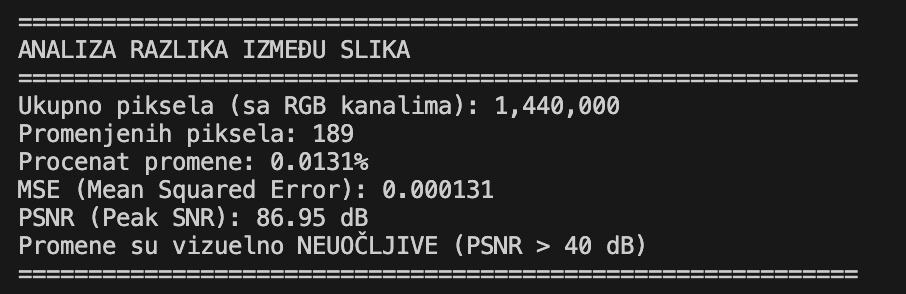 ============================================================
ANALIZA RAZLIKA IZMEĐU SLIKA
============================================================
Ukupno piksela (sa RGB kanalima): 1,440,000
Promenjenih piksela: 189
Procenat promene: 0.0131%
MSE (Mean Squared Error): 0.000131
PSNR (Peak SNR): 86.95 dB
Promene su vizuelno NEUOČLJIVE (PSNR > 40 dB)
============================================================